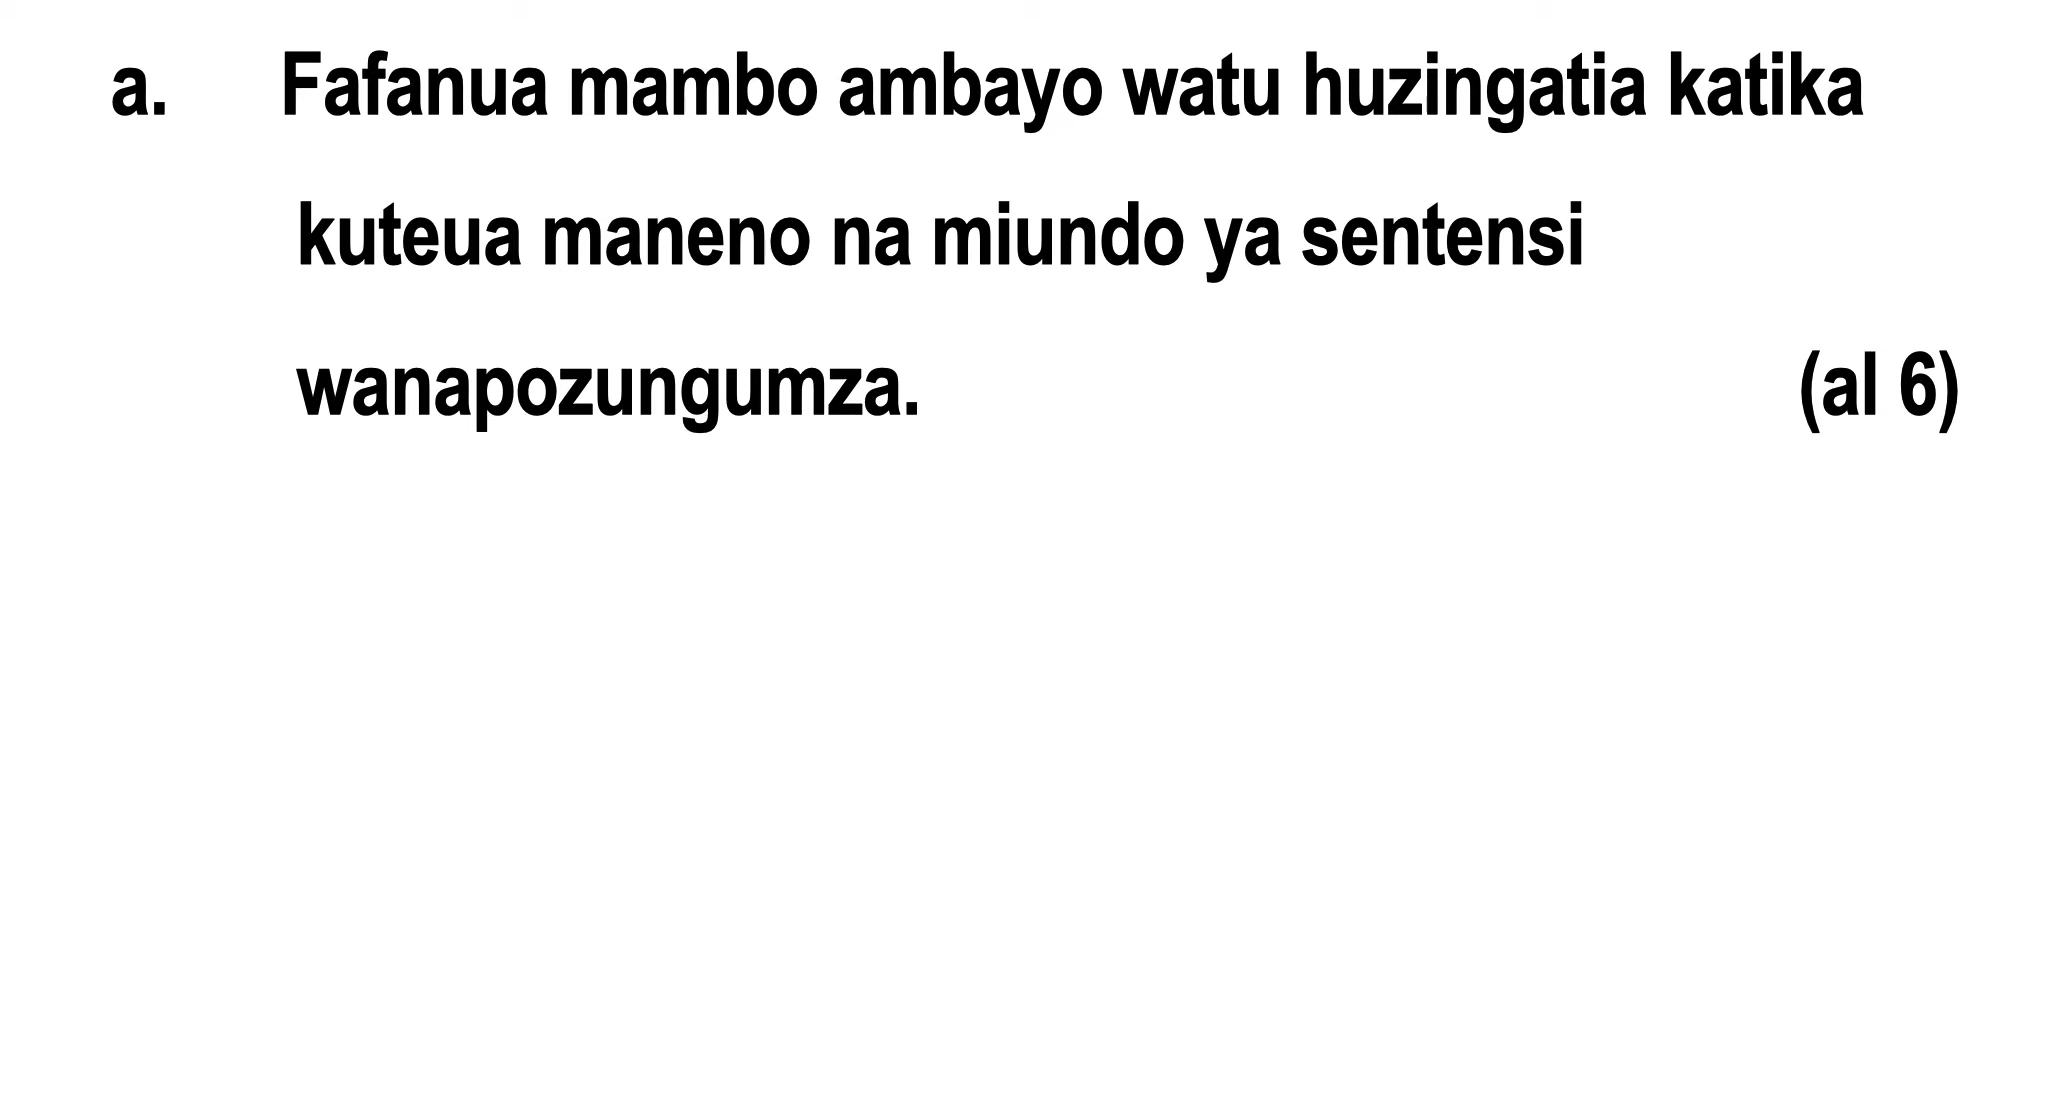 a. Fafanua mambo ambayo watu huzingatia katika
kuteua maneno na miundo ya sentensi
wanapozungumza. (al 6)